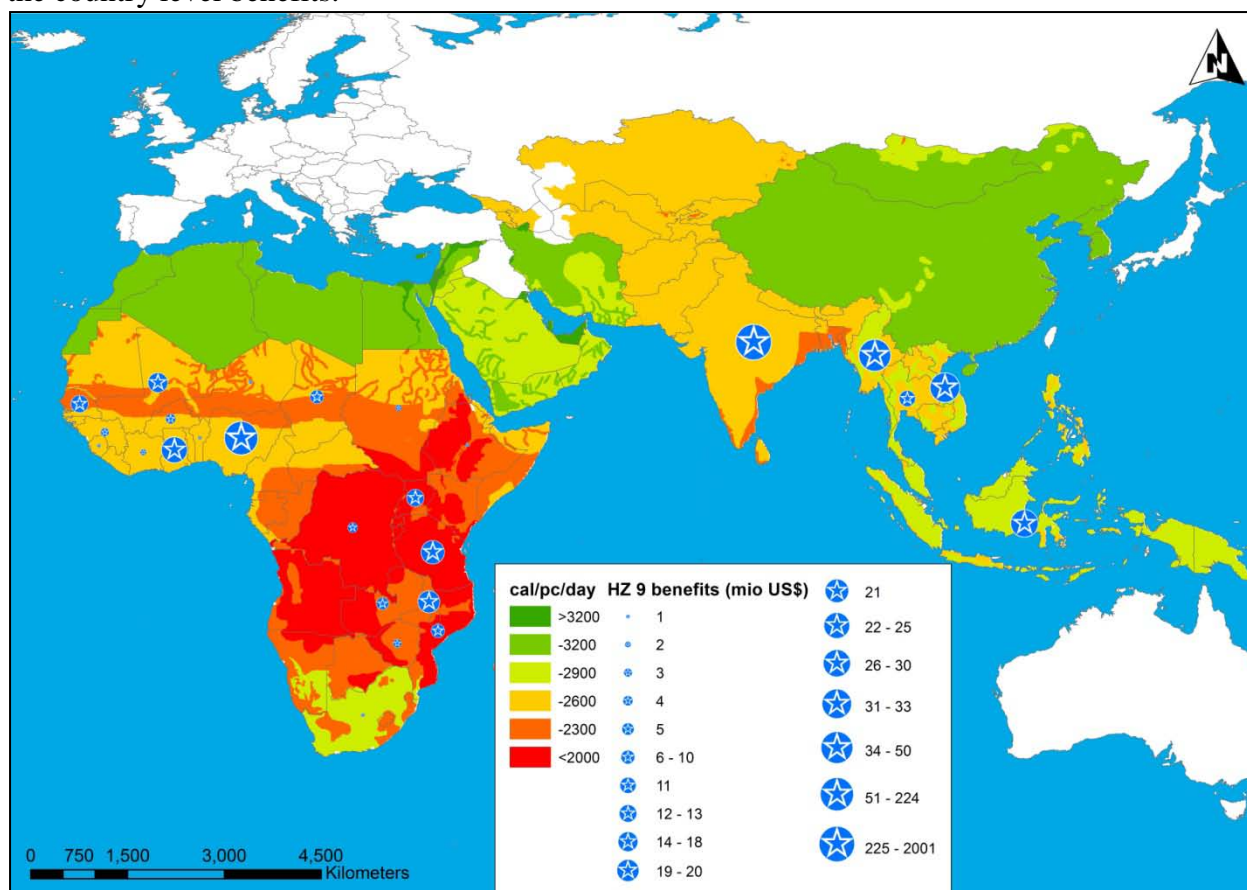 the country-level benefits.
N
cal/pc/day
>3200
-3200
-2900
-2600
-2300
<2000
HZ 9 benefits (mio US$)
1
2
3
4
5
6 - 10
11
12 - 13
14 - 18
19 - 20
21
22 - 25
26 - 30
31 - 33
34 - 50
51 - 224
225 - 2001
0 750 1,500 3,000 4,500
Kilometers